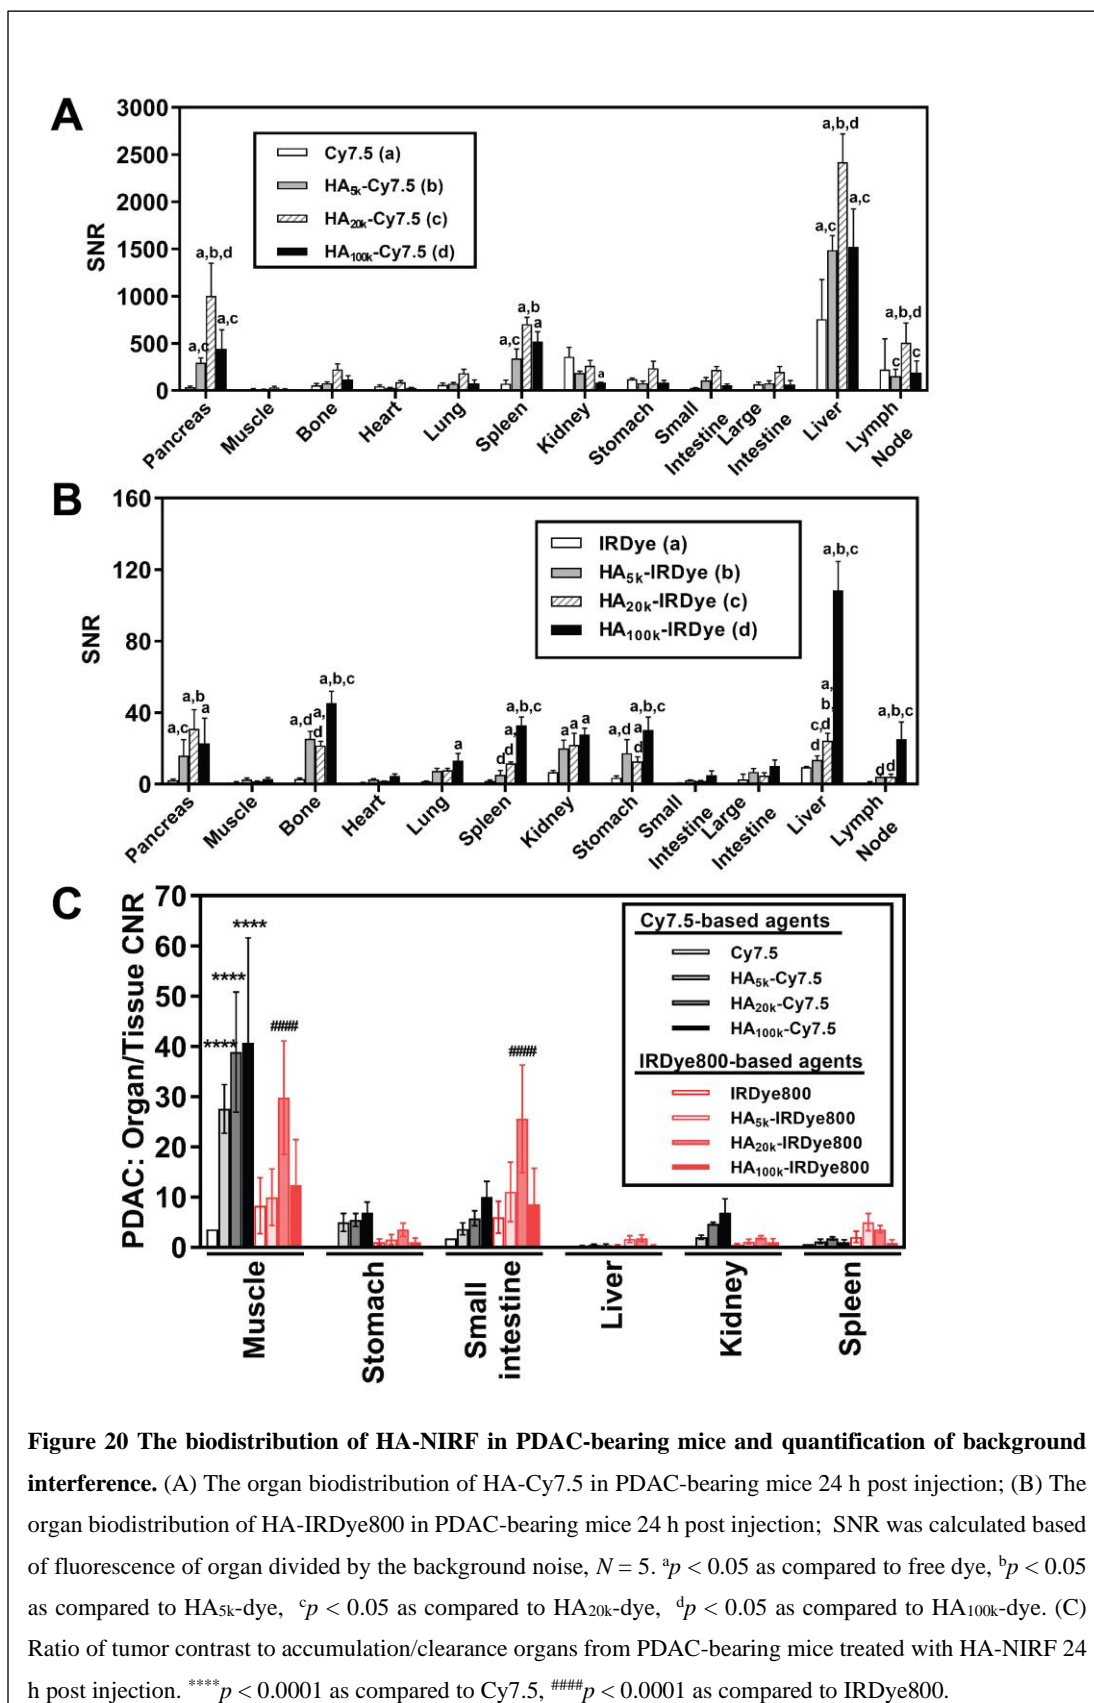 A
3000
2500
2000
1500
1000
500
0
SNR
Cy7.5 (a)
HA5k-Cy7.5 (b)
HA20k-Cy7.5 (c)
HA100k-Cy7.5 (d)
a,c
a,b,d
a,c
a,c
a,b
a
a
a,c
a,b,d
a,c
c
a,b,d
c
Pancreas
Muscle
Bone
Heart
Lung
Spleen
Kidney
Stomach
Small
Intestine
Large
Intestine
Liver
Lymph
Node
B
160
120
80
40
0
SNR
IRDye (a)
HA5k-IRDye (b)
HA20k-IRDye (c)
HA100k-IRDye (d)
a,c
a,b
a
a,d
a,
d
a,b,c
a
d
a,
d
a,b,c
a
a
a
a,d
a
d
a,b,c
c,d
d
a,
b,
a,b,c
d
d
a,b,c
Pancreas
Muscle
Bone
Heart
Lung
Spleen
Kidney
Stomach
Small
Intestine
Large
Intestine
Liver
Lymph
Node
C
70
60
50
40
30
20
10
0
PDAC: Organ/Tissue CNR
Cy7.5-based agents
Cy7.5
HA5k-Cy7.5
HA20k-Cy7.5
HA100k-Cy7.5
IRDye800-based agents
IRDye800
HA5k-IRDye800
HA20k-IRDye800
HA100k-IRDye800
****
****
****
####
####
Muscle
Stomach
Small
intestine
Liver
Kidney
Spleen
Figure 20 The biodistribution of HA-NIRF in PDAC-bearing mice and quantification of background
interference. (A) The organ biodistribution of HA-Cy7.5 in PDAC-bearing mice 24 h post injection; (B) The
organ biodistribution of HA-IRDye800 in PDAC-bearing mice 24 h post injection; SNR was calculated based
of fluorescence of organ divided by the background noise, N = 5. ap < 0.05 as compared to free dye, bp < 0.05
as compared to HA5k-dye, cp < 0.05 as compared to HA20k-dye, dp < 0.05 as compared to HA100k-dye. (C)
Ratio of tumor contrast to accumulation/clearance organs from PDAC-bearing mice treated with HA-NIRF 24
h post injection. ****p < 0.0001 as compared to Cy7.5, ####p < 0.0001 as compared to IRDye800.